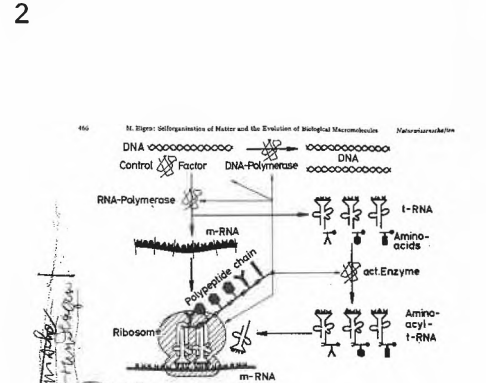 2
466 M. Eigen: Selforganisation of Matter and the Evolution of Biological Macromolecules Naturwissenschaften
DNA
Control Factor DNA-Polymerase DNA
RNA-Polymerase
t-RNA
m-RNA
Amino-
acids
Polypeptide chain
act.Enzyme
Ribosome
Amino-
acyl-
t-RNA
m-RNA